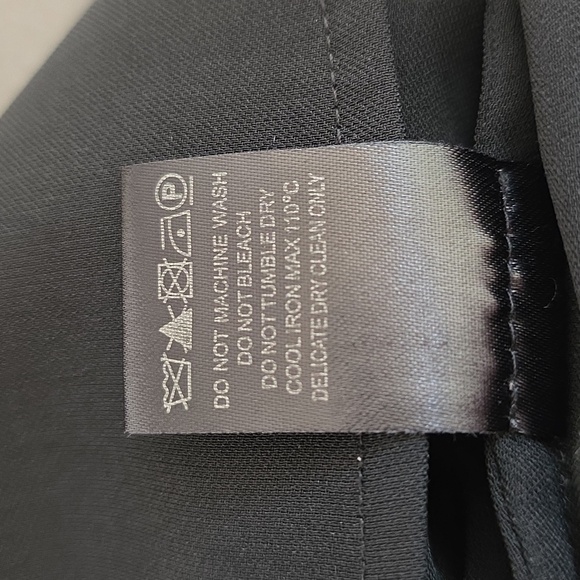 P
DO NOT MACHINE WASH
DO NOT BLEACH
DO NOT TUMBLE DRY
COOL IRON MAX 110°C
DELICATE DRY CLEAN ONLY